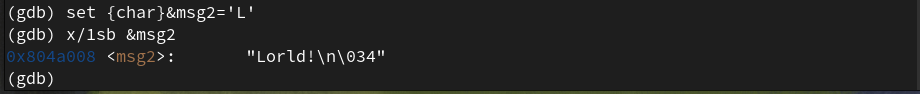 (gdb) set {char}&msg2='L'
(gdb) x/1sb &msg2
0x804a008 <msg2>:       "Lorld!\n\034"
(gdb)